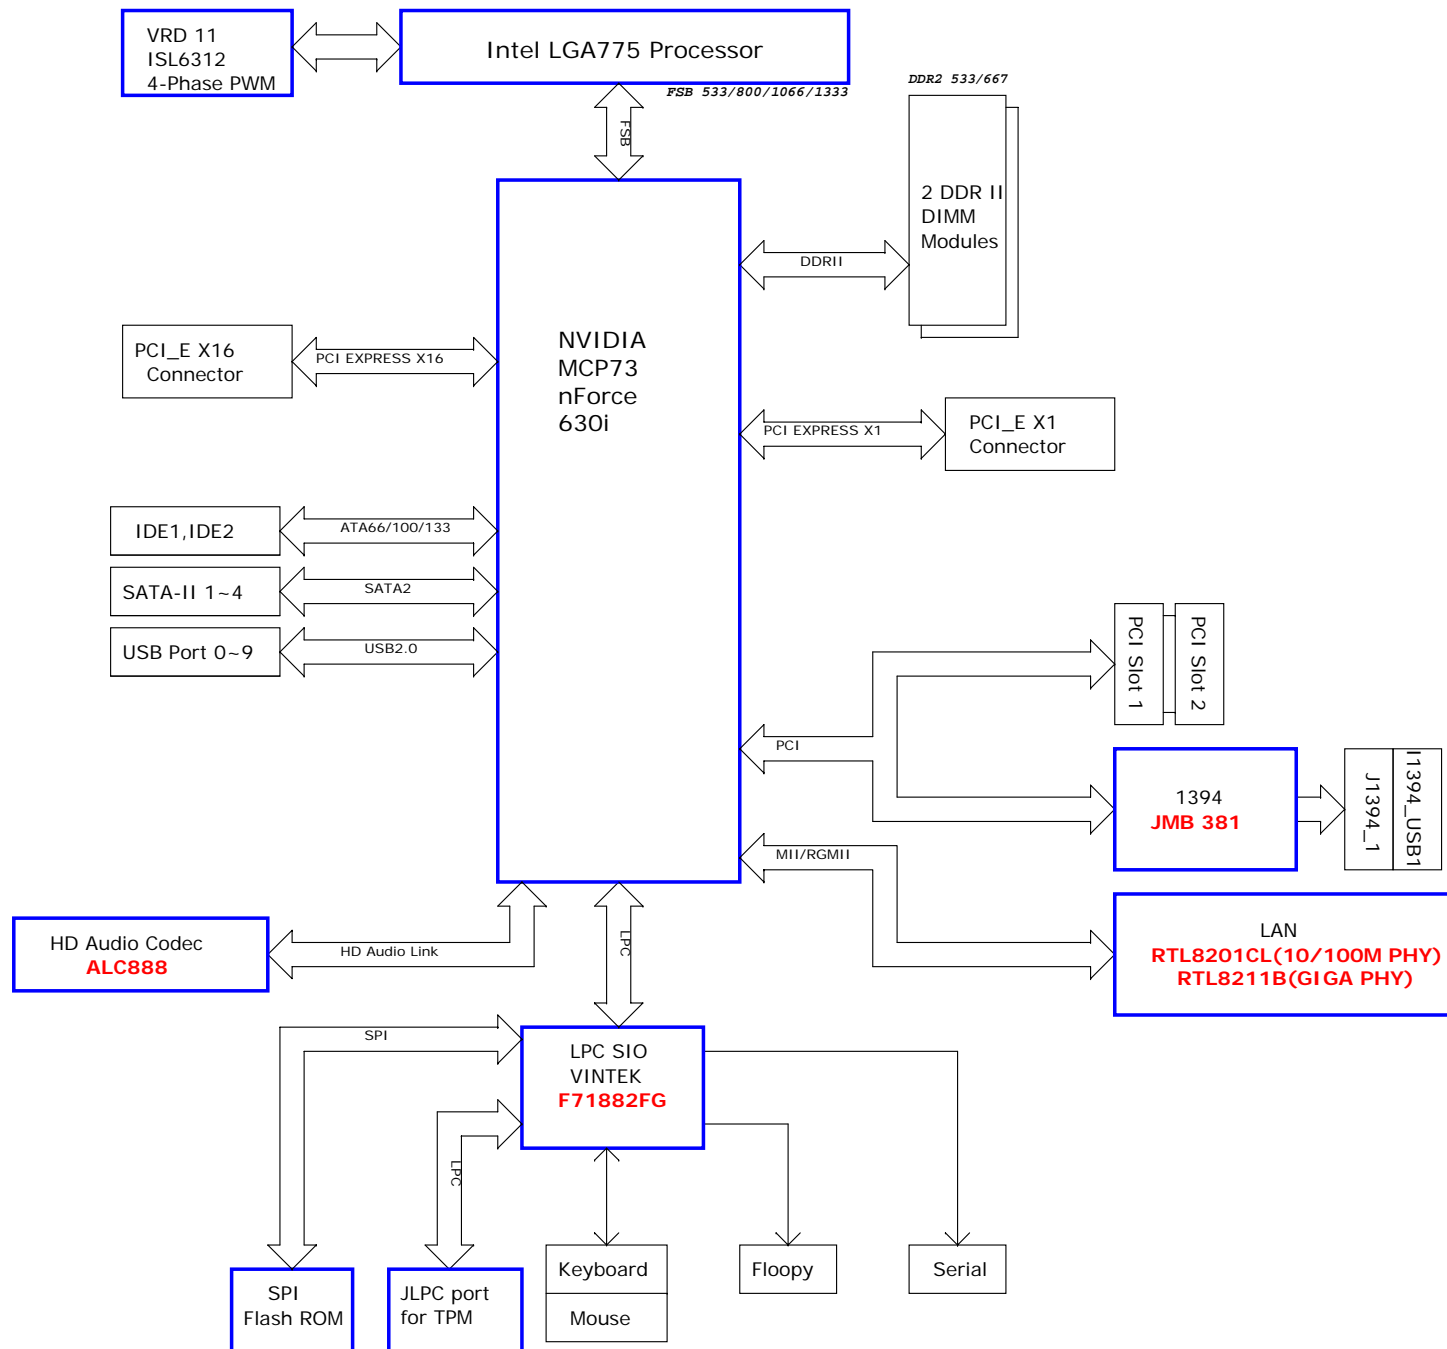 VRD 11
ISL6312
4-Phase PWM
Intel LGA775 Processor
FSB 533/800/1066/1333
DDR2 533/667
FSB
2 DDR II
DIMM
Modules
DDRII
NVIDIA
MCP73
nForce
630i
PCI_E X16
Connector
PCI EXPRESS X16
PCI EXPRESS X1
PCI_E X1
Connector
IDE1,IDE2
ATA66/100/133
SATA-II 1~4
SATA2
USB Port 0~9
USB2.0
PCI Slot 1
PCI Slot 2
PCI
1394
JMB 381
J1394_1
I1394_USB1
MII/RGMII
LAN
RTL8201CL(10/100M PHY)
RTL8211B(GIGA PHY)
HD Audio Codec
ALC888
HD Audio Link
LPC
SPI
LPC SIO
VINTEK
F71882FG
LPC
SPI
Flash ROM
JLPC port
for TPM
Keyboard
Mouse
Floopy
Serial